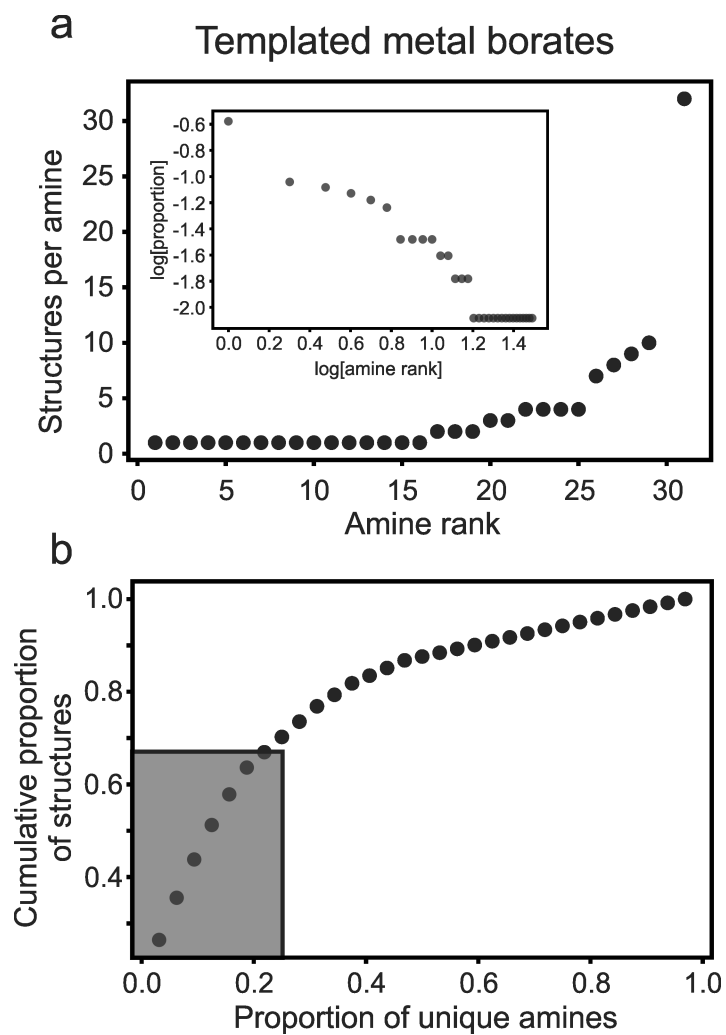 a
Templated metal borates
Structures per amine
30
25
20
15
10
5
0
0 5 10 15 20 25 30
Amine rank
log[proportion]
-0.6
-0.8
-1.0
-1.2
-1.4
-1.6
-1.8
-2.0
0.0 0.2 0.4 0.6 0.8 1.0 1.2 1.4
log[amine rank]
b
Cumulative proportion
of structures
1.0
0.8
0.6
0.4
0.0 0.2 0.4 0.6 0.8 1.0
Proportion of unique amines